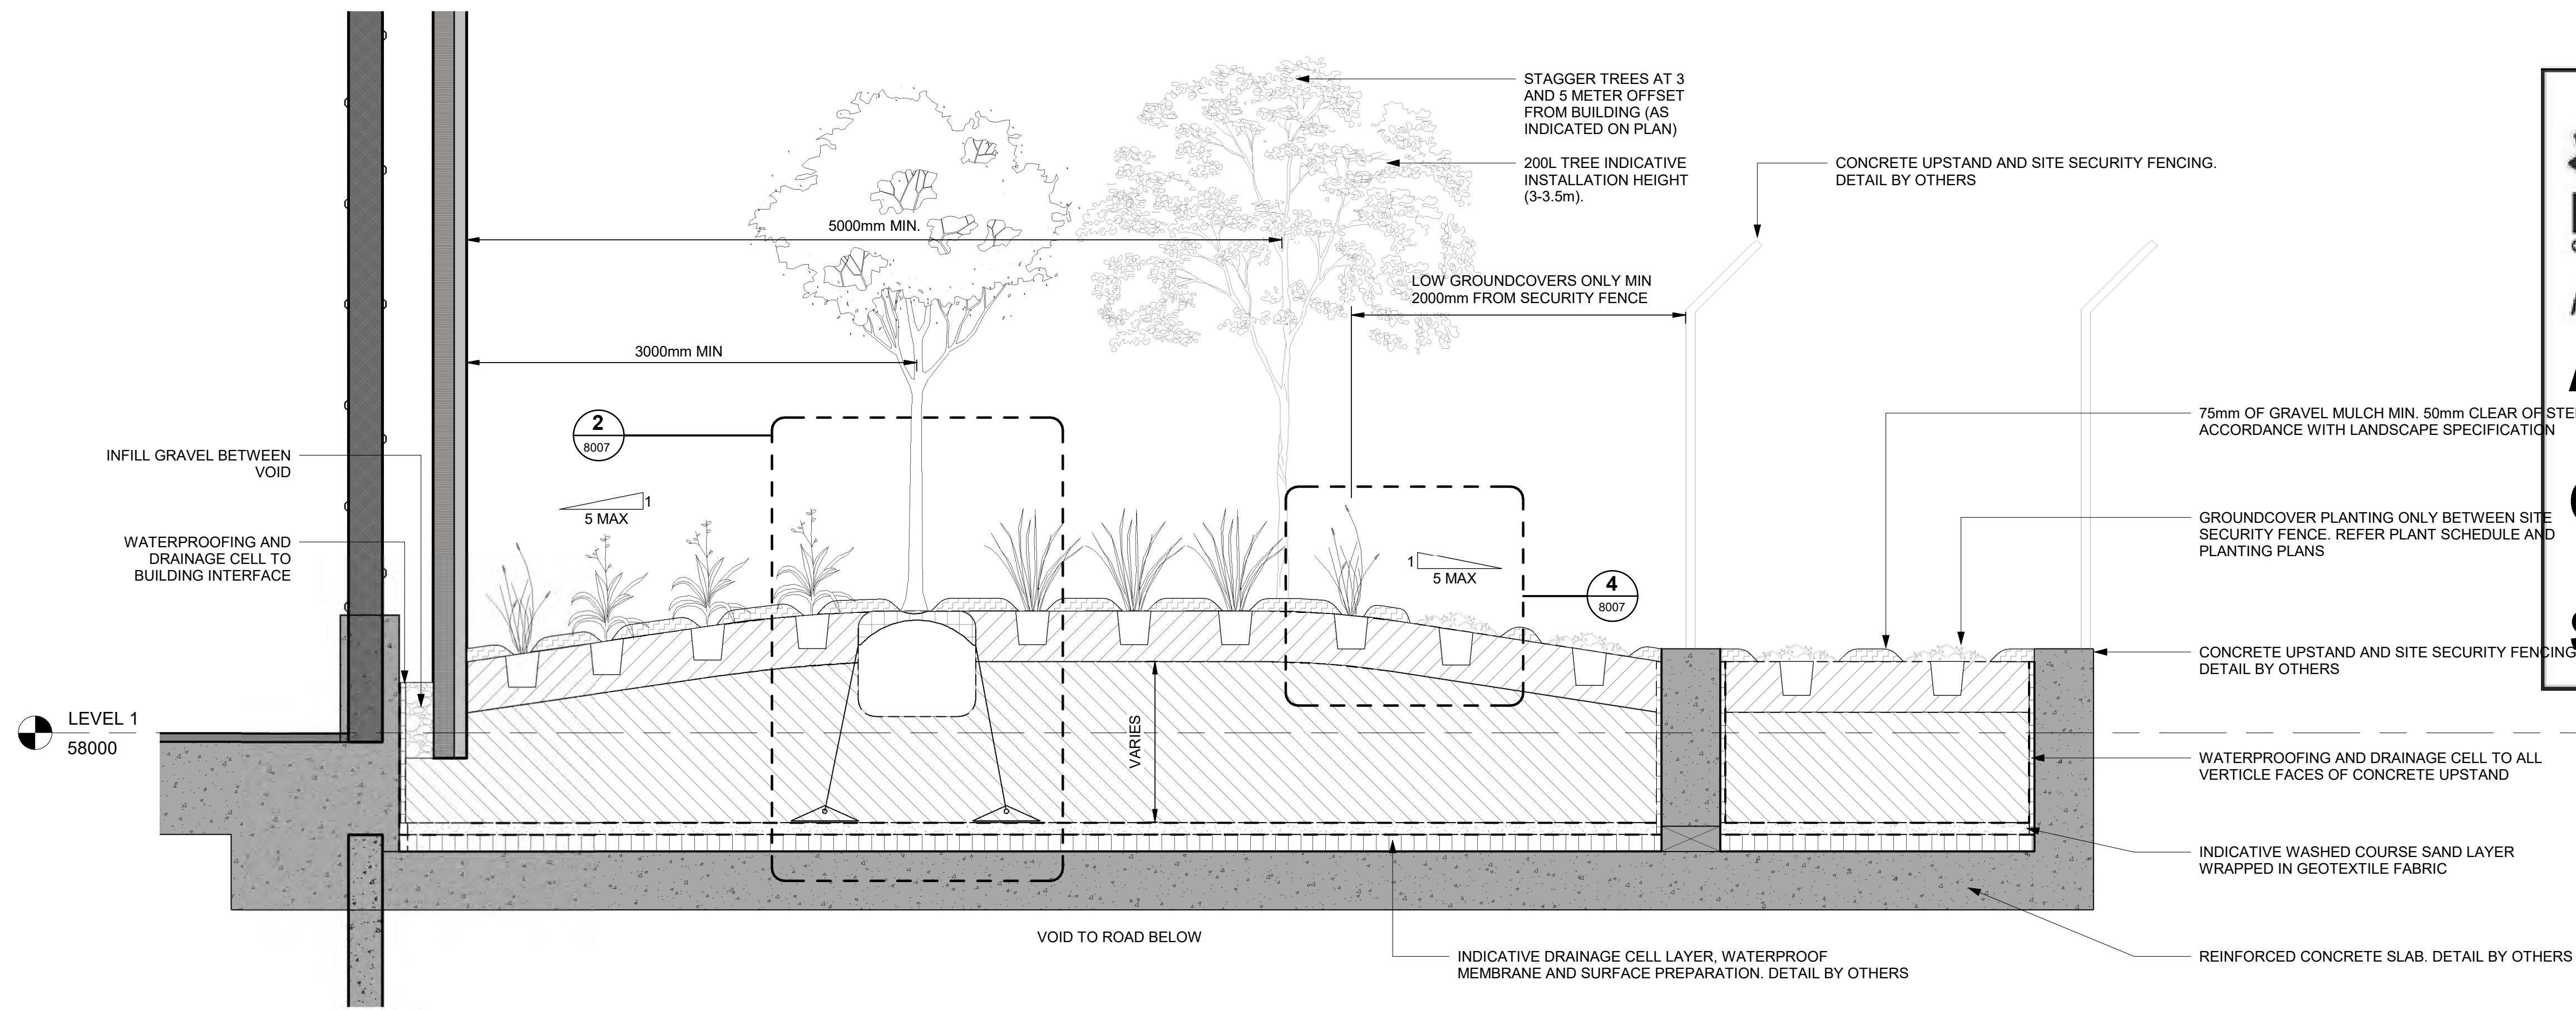 STAGGER TREES AT 3
AND 5 METER OFFSET
FROM BUILDING (AS
INDICATED ON PLAN)
200L TREE INDICATIVE
INSTALLATION HEIGHT
(3-3.5m).
CONCRETE UPSTAND AND SITE SECURITY FENCING.
DETAIL BY OTHERS
5000mm MIN.
LOW GROUNDCOVERS ONLY MIN
2000mm FROM SECURITY FENCE
3000mm MIN
2
8007
75mm OF GRAVEL MULCH MIN. 50mm CLEAR OF
ACCORDANCE WITH LANDSCAPE SPECIFICATION
INFILL GRAVEL BETWEEN
VOID
1
5 MAX
GROUNDCOVER PLANTING ONLY BETWEEN SITE
SECURITY FENCE. REFER PLANT SCHEDULE AND
PLANTING PLANS
WATERPROOFING AND
DRAINAGE CELL TO
BUILDING INTERFACE
1
5 MAX
4
8007
CONCRETE UPSTAND AND SITE SECURITY FENCING
DETAIL BY OTHERS
LEVEL 1
58000
VARIES
WATERPROOFING AND DRAINAGE CELL TO ALL
VERTICLE FACES OF CONCRETE UPSTAND
INDICATIVE WASHED COURSE SAND LAYER
WRAPPED IN GEOTEXTILE FABRIC
VOID TO ROAD BELOW
INDICATIVE DRAINAGE CELL LAYER, WATERPROOF
MEMBRANE AND SURFACE PREPARATION. DETAIL BY OTHERS
REINFORCED CONCRETE SLAB. DETAIL BY OTHERS